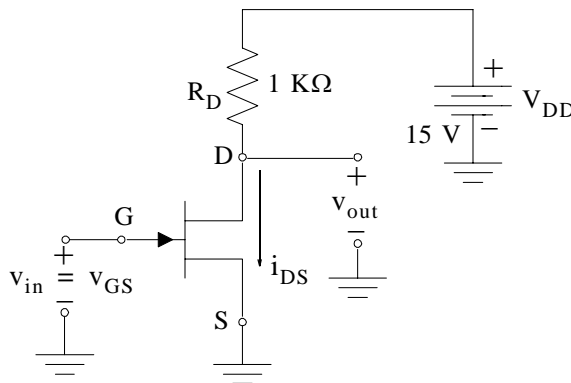 R_D 1 KΩ
+
V_DD
15 V
−
D
+
v_out
−
G
i_DS
+
v_in = v_GS
−
S